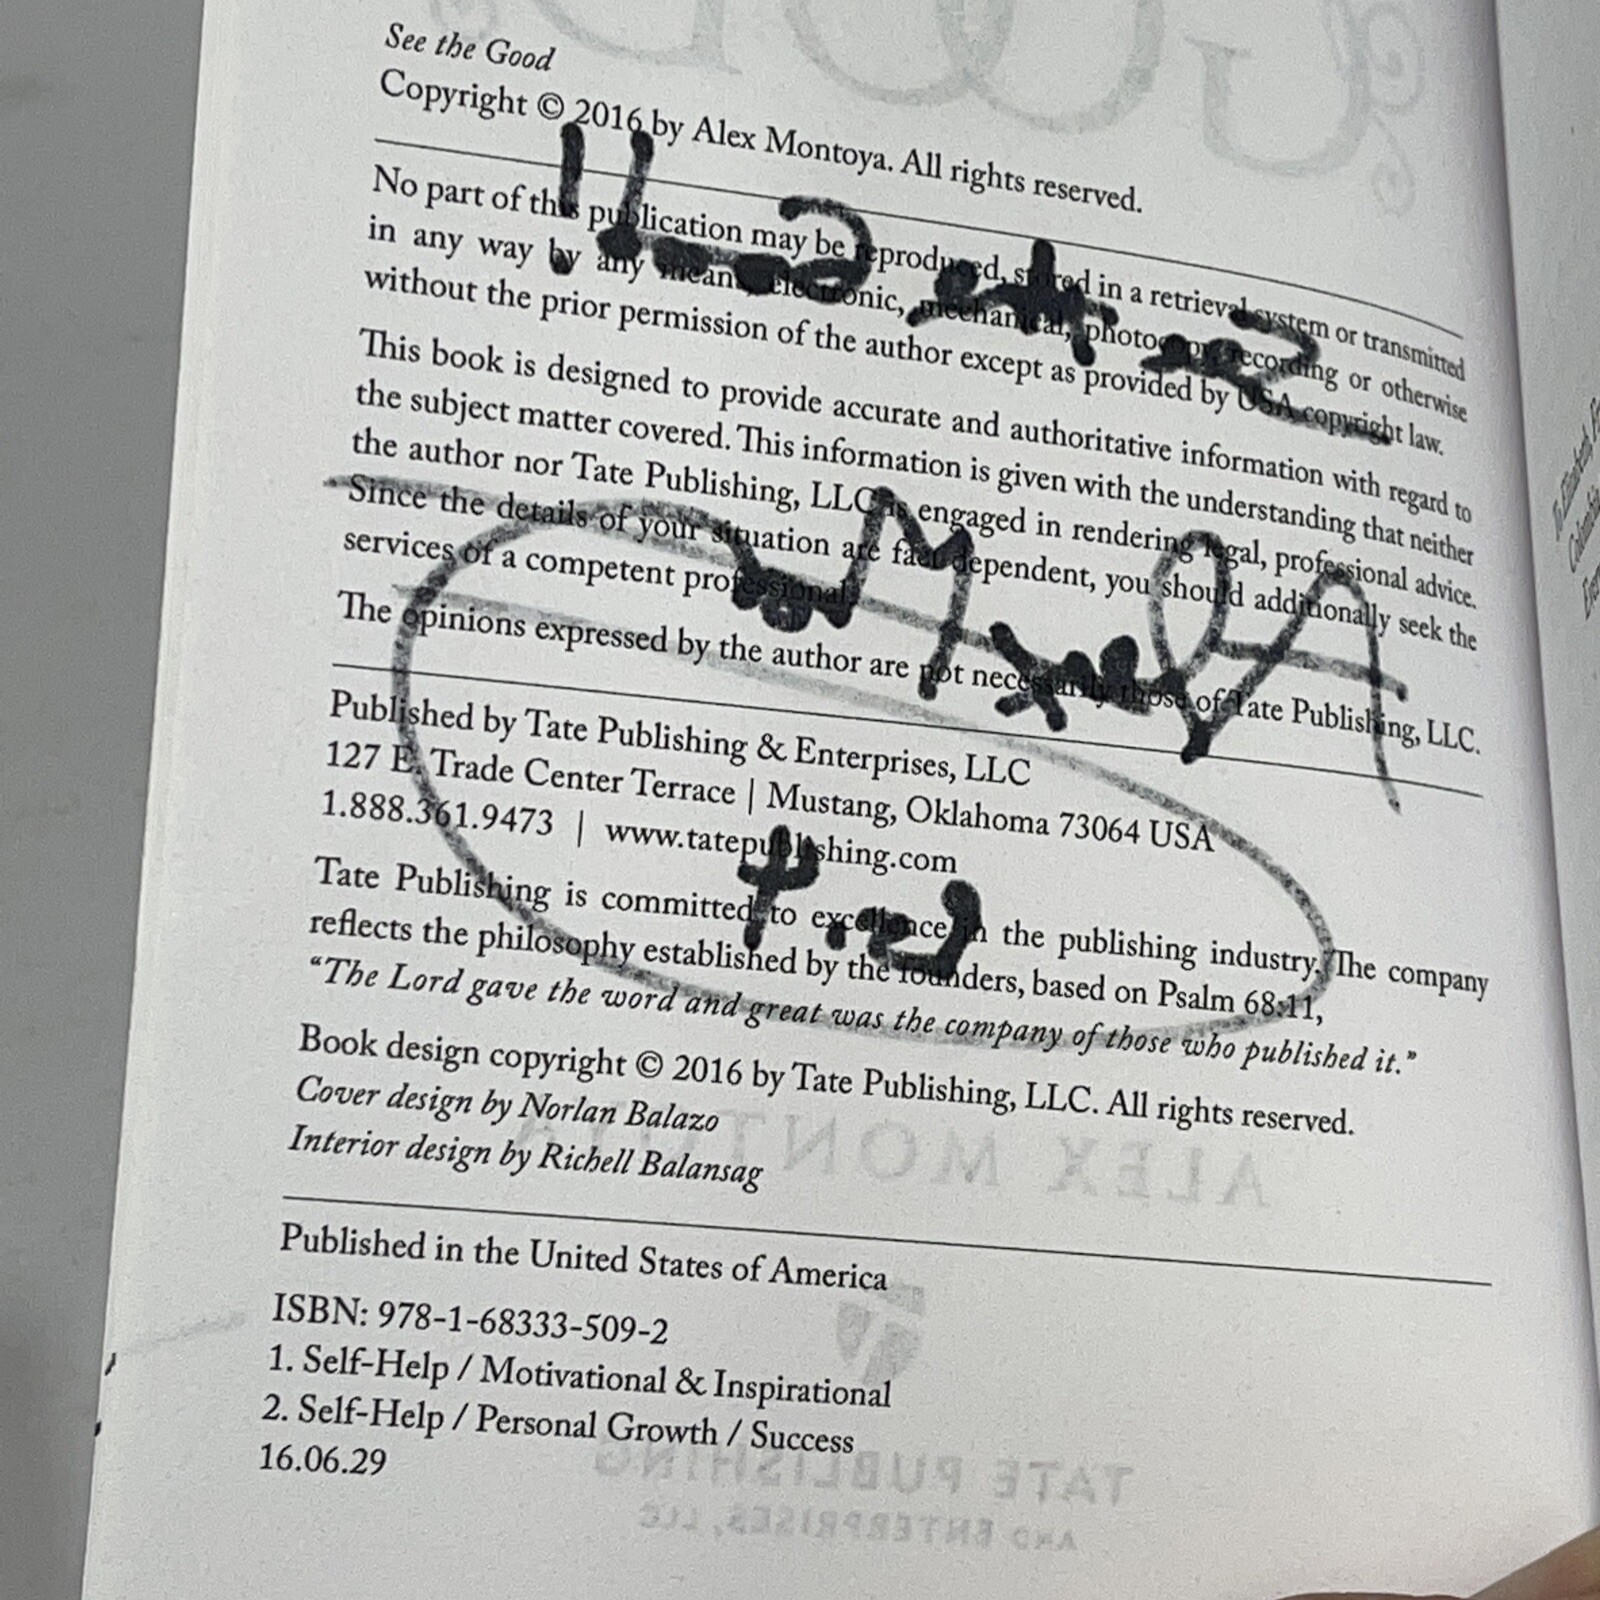 See the Good
Copyright © 2016 by Alex Montoya. All rights reserved.
No part of this publication may be reproduced, stored in a retrieval system or transmitted
in any way by any means, electronic, mechanical, photocopy, recording or otherwise
without the prior permission of the author except as provided by USA copyright law.
This book is designed to provide accurate and authoritative information with regard to
the subject matter covered. This information is given with the understanding that neither
the author nor Tate Publishing, LLC is engaged in rendering legal, professional advice.
Since the details of your situation are fact dependent, you should additionally seek the
services of a competent professional.
The opinions expressed by the author are not necessarily those of Tate Publishing, LLC.
Published by Tate Publishing & Enterprises, LLC
127 E. Trade Center Terrace | Mustang, Oklahoma 73064 USA
1.888.361.9473 | www.tatepublishing.com
Tate Publishing is committed to excellence in the publishing industry. The company
reflects the philosophy established by the founders, based on Psalm 68:11,
“The Lord gave the word and great was the company of those who published it.”
Book design copyright © 2016 by Tate Publishing, LLC. All rights reserved.
Cover design by Norlan Balazo
Interior design by Richell Balansag
Published in the United States of America
ISBN: 978-1-68333-509-2
1. Self-Help / Motivational & Inspirational
2. Self-Help / Personal Growth / Success
16.06.29
ALEX MONTOYA
TATE PUBLISHING
AND ENTERPRISES, LLC